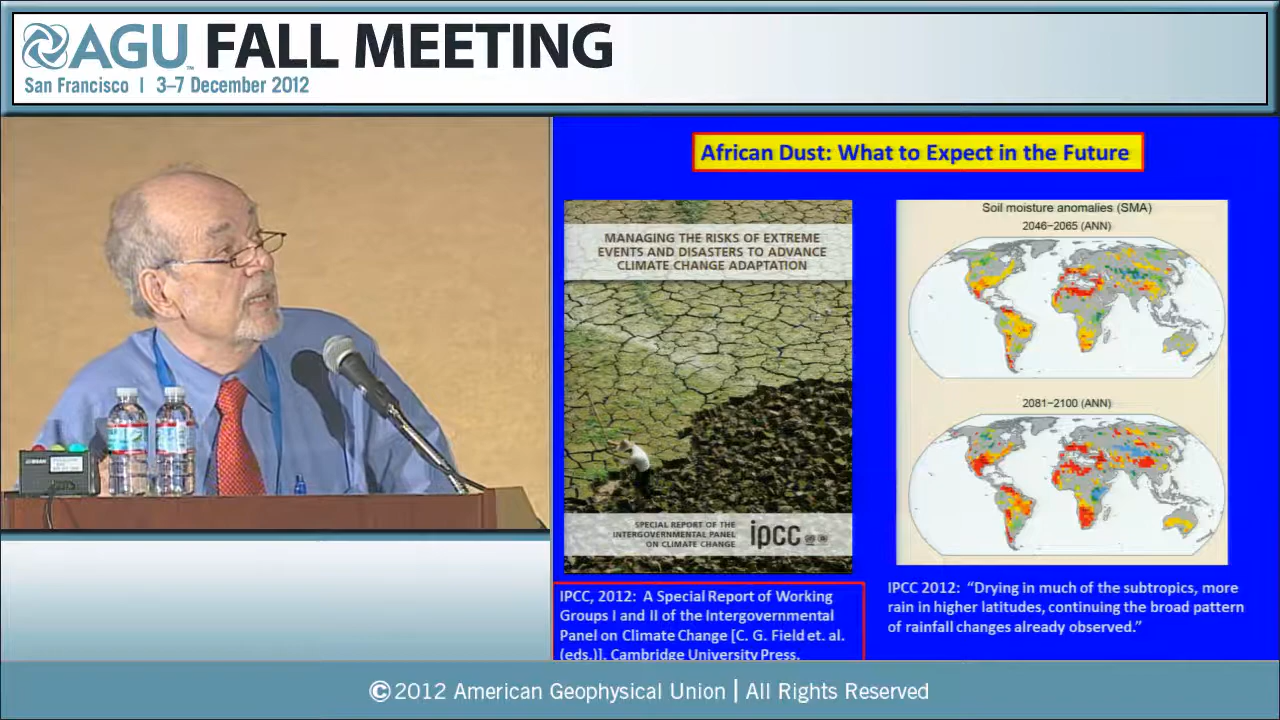 AGU FALL MEETING
San Francisco | 3–7 December 2012
African Dust: What to Expect in the Future
MANAGING THE RISKS OF EXTREME
EVENTS AND DISASTERS TO ADVANCE
CLIMATE CHANGE ADAPTATION
SPECIAL REPORT OF THE
INTERGOVERNMENTAL PANEL
ON CLIMATE CHANGE
ipcc
IPCC, 2012: A Special Report of Working
Groups I and II of the Intergovernmental
Panel on Climate Change [C. G. Field et. al.
(eds.)]. Cambridge University Press.
Soil moisture anomalies (SMA)
2046–2065 (ANN)
2081–2100 (ANN)
IPCC 2012: “Drying in much of the subtropics, more
rain in higher latitudes, continuing the broad pattern
of rainfall changes already observed.”
©2012 American Geophysical Union | All Rights Reserved